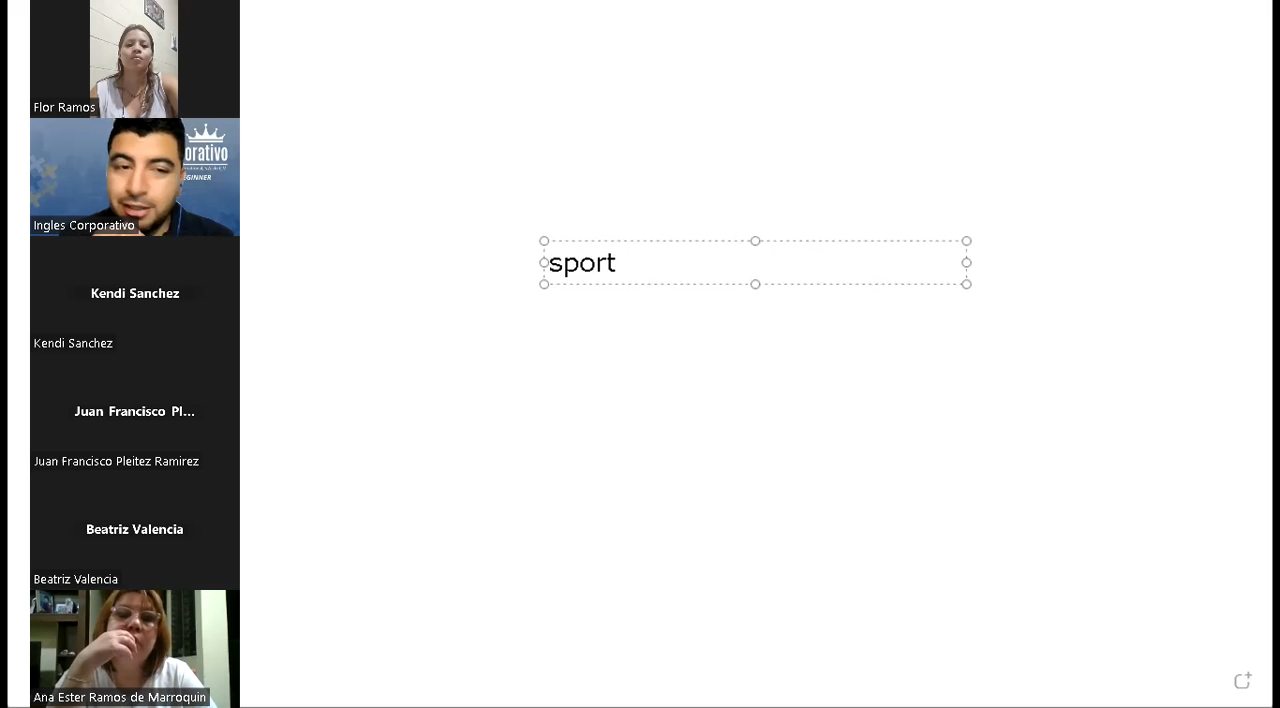 Flor Ramos
orativo
GINNER
Ingles Corporativo
Kendi Sanchez
Kendi Sanchez
Juan Francisco Pl...
Juan Francisco Pleitez Ramirez
Beatriz Valencia
Beatriz Valencia
Ana Ester Ramos de Marroquin
sport